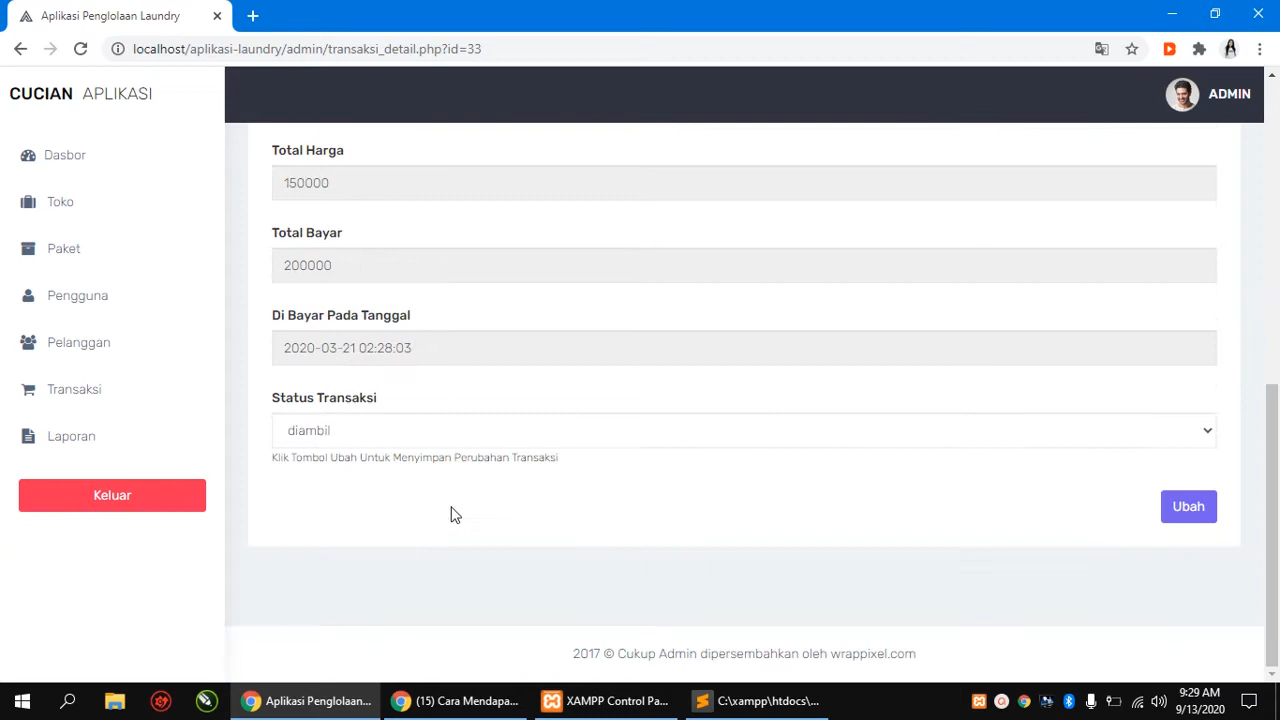 Aplikasi Penglolaan Laundry
localhost/aplikasi-laundry/admin/transaksi_detail.php?id=33
CUCIAN APLIKASI
ADMIN
Dasbor
Toko
Paket
Pengguna
Pelanggan
Transaksi
Laporan
Keluar
Total Harga
150000
Total Bayar
200000
Di Bayar Pada Tanggal
2020-03-21 02:28:03
Status Transaksi
diambil
Klik Tombol Ubah Untuk Menyimpan Perubahan Transaksi
Ubah
2017 © Cukup Admin dipersembahkan oleh wrappixel.com
Aplikasi Penglolaan...
(15) Cara Mendapa...
XAMPP Control Pa...
C:\xampp\htdocs\...
9:29 AM
9/13/2020